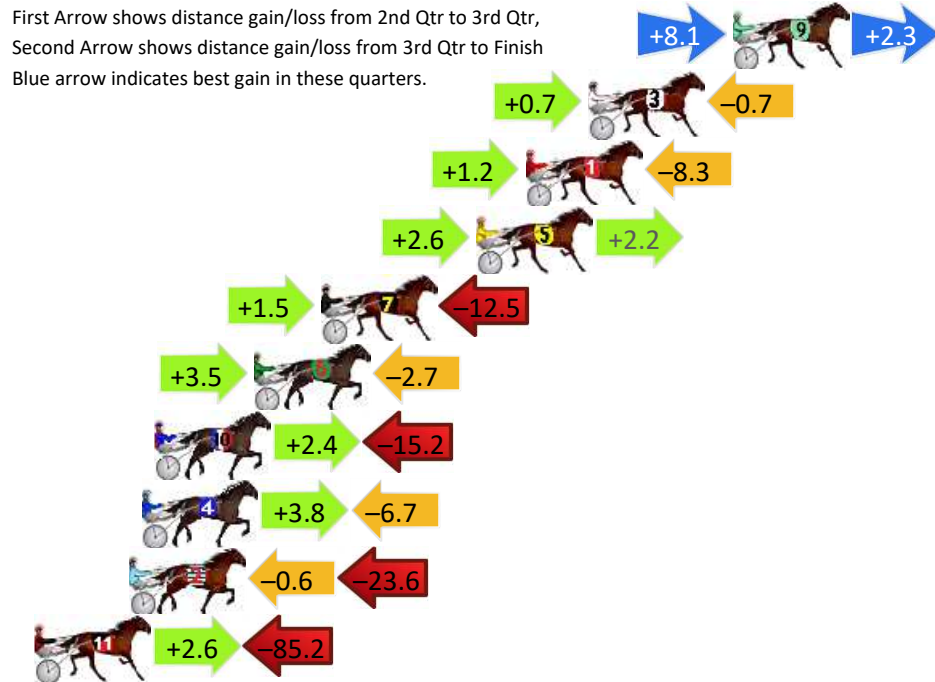 First Arrow shows distance gain/loss from 2nd Qtr to 3rd Qtr,
Second Arrow shows distance gain/loss from 3rd Qtr to Finish
Blue arrow indicates best gain in these quarters.
+8.1 9 +2.3
+0.7 3 –0.7
+1.2 1 –8.3
+2.6 5 +2.2
+1.5 7 –12.5
+3.5 –2.7
10 +2.4 –15.2
4 +3.8 –6.7
2 –0.6 –23.6
11 +2.6 –85.2